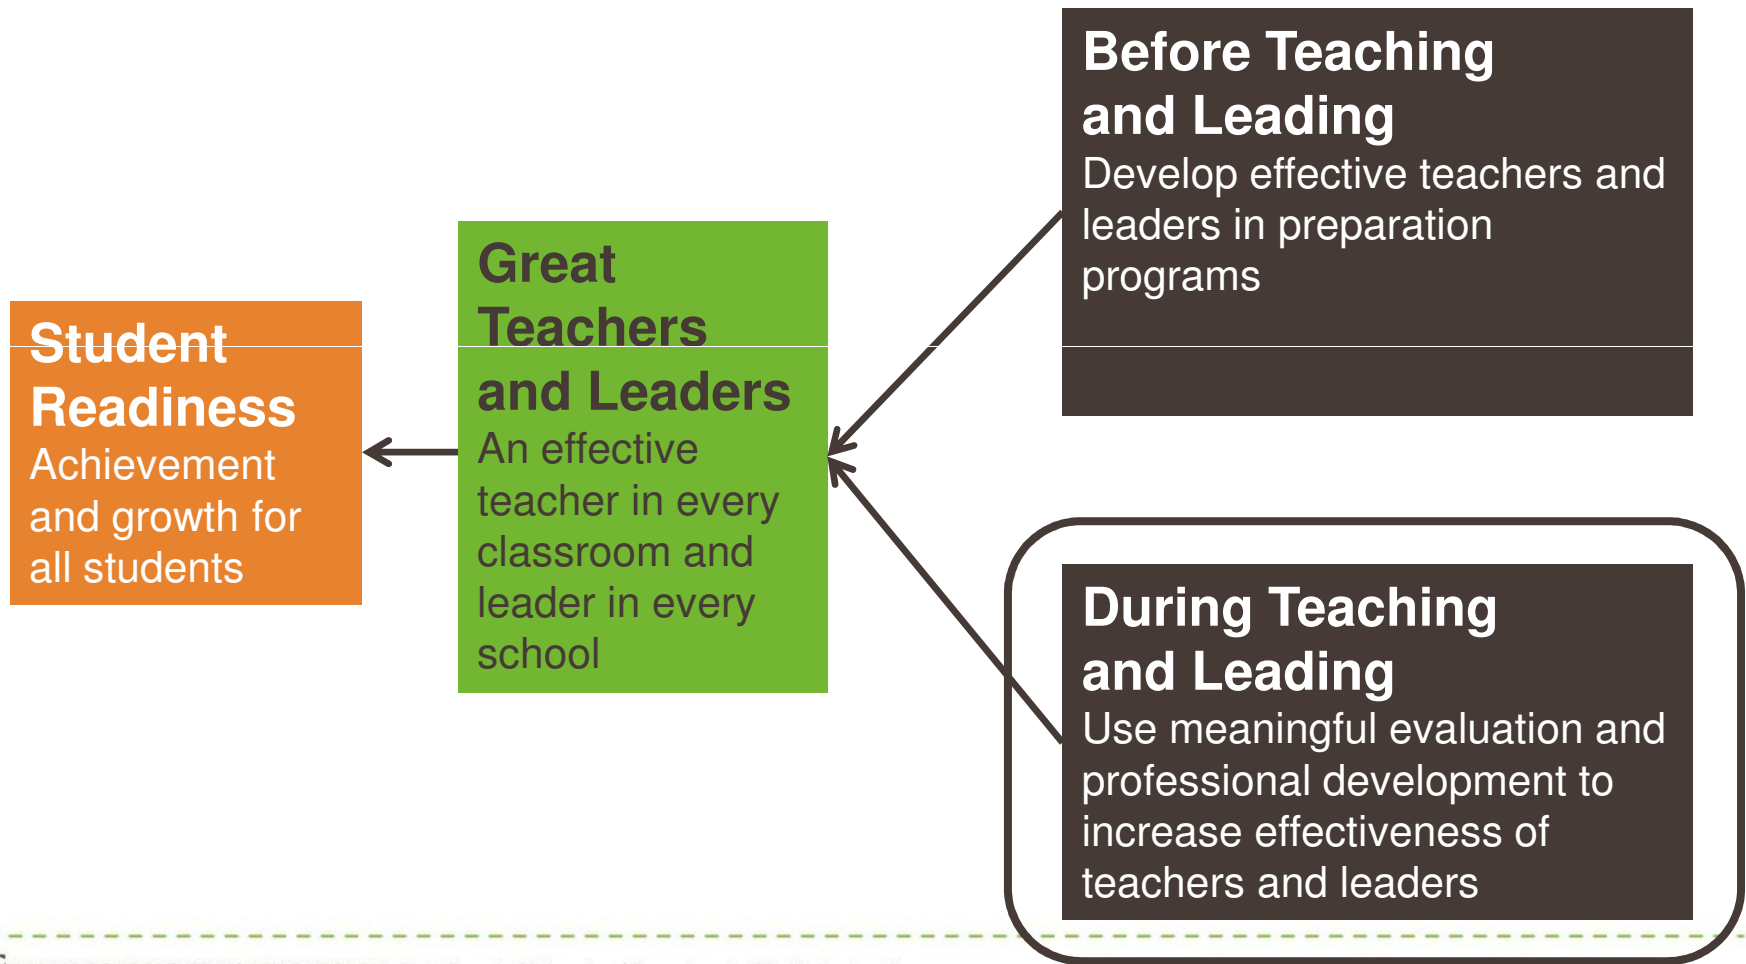 Before Teaching
and Leading
Develop effective teachers and
leaders in preparation
programs
Great
Teachers
and Leaders
An effective
teacher in every
classroom and
leader in every
school
Student
Readiness
Achievement
and growth for
all students
During Teaching
and Leading
Use meaningful evaluation and
professional development to
increase effectiveness of
teachers and leaders